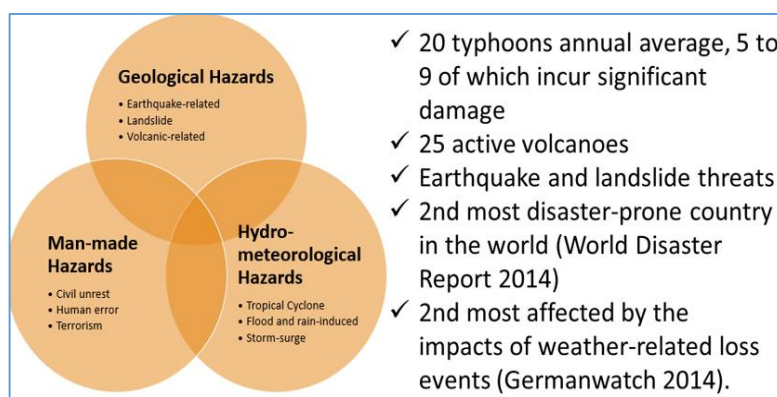 Geological Hazards
• Earthquake-related
• Landslide
• Volcanic-related
Man-made
Hazards
• Civil unrest
• Human error
• Terrorism
Hydro-
meteorological
Hazards
• Tropical Cyclone
• Flood and rain-induced
• Storm-surge
✓ 20 typhoons annual average, 5 to
9 of which incur significant
damage
✓ 25 active volcanoes
✓ Earthquake and landslide threats
✓ 2nd most disaster-prone country
in the world (World Disaster
Report 2014)
✓ 2nd most affected by the
impacts of weather-related loss
events (Germanwatch 2014).